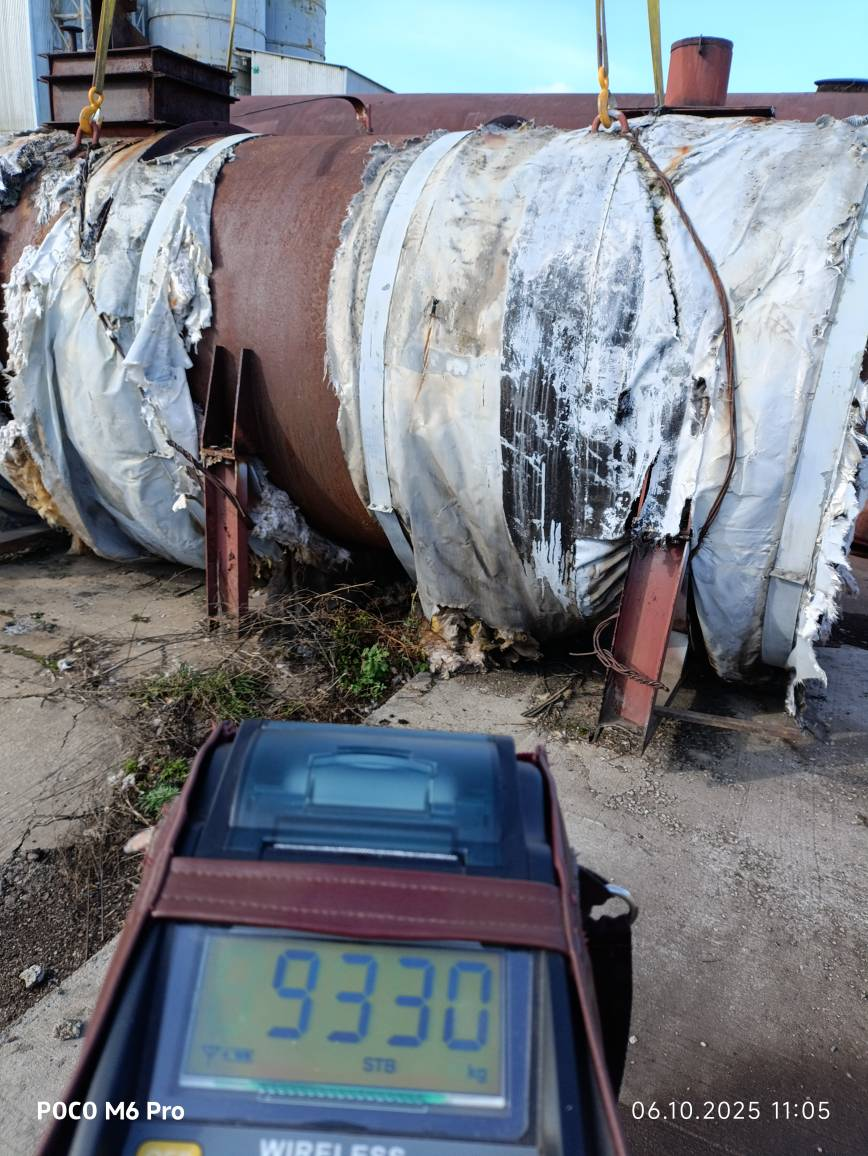 9330
STB
kg
WIRELESS
POCO M6 Pro
06.10.2025 11:05